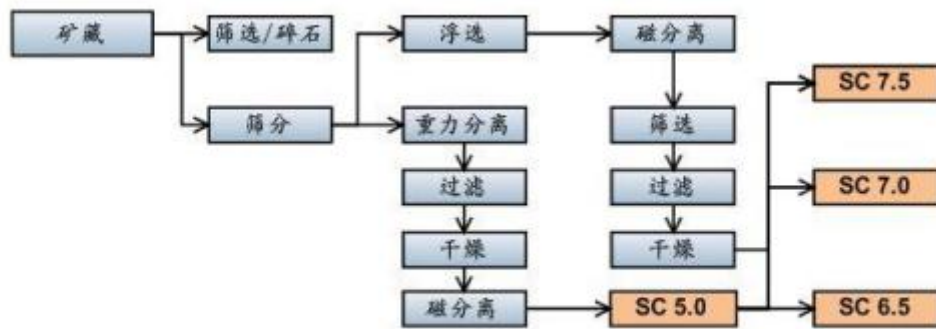 矿藏
筛选/碎石
浮选
磁分离
SC 7.5
筛分
重力分离
筛选
过滤
过滤
SC 7.0
干燥
干燥
磁分离
SC 5.0
SC 6.5